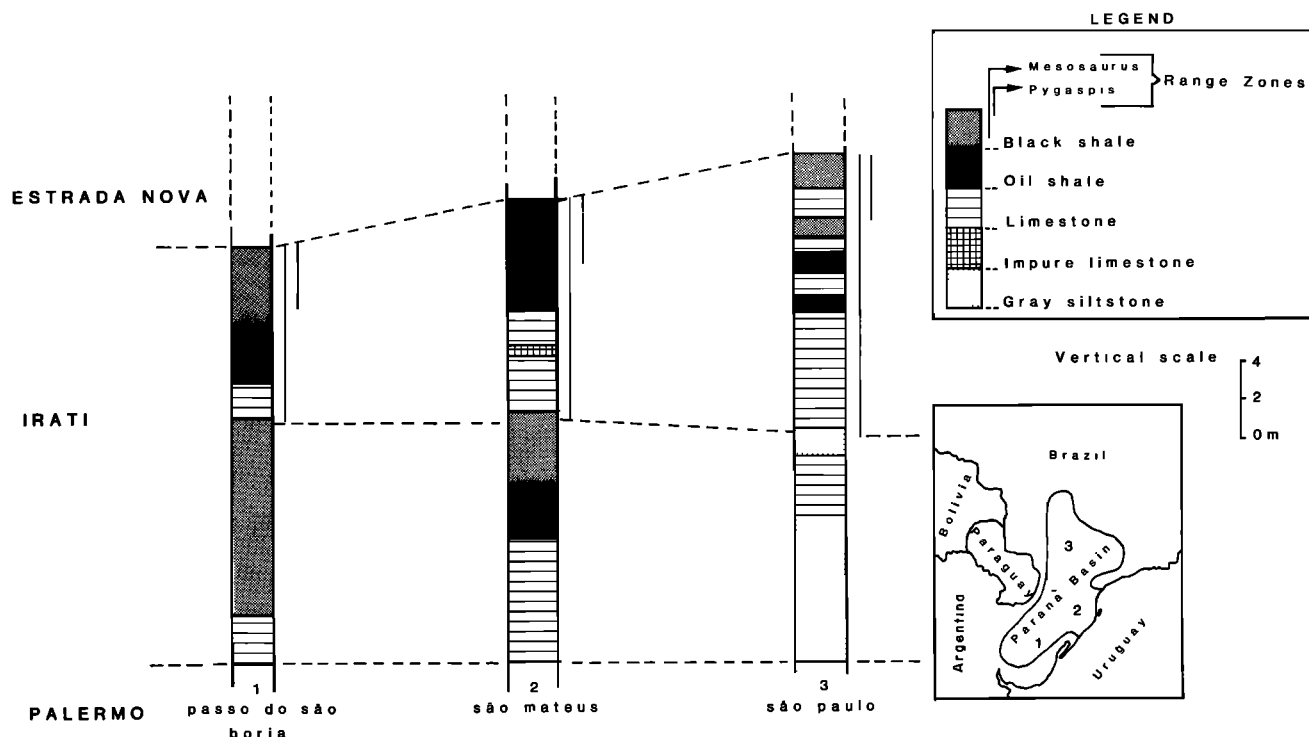 LEGEND
Mesosaurus
Pygaspis
Range Zones
Black shale
Oil shale
Limestone
Impure limestone
Gray siltstone
ESTRADA NOVA
IRATI
PALERMO
1
passo do são
boria
2
são mateus
3
são paulo
Vertical scale
4
2
0m
Brazil
Bolivia
Paraguay
Argentina
Paranà Basin
Uruguay
3
2
1